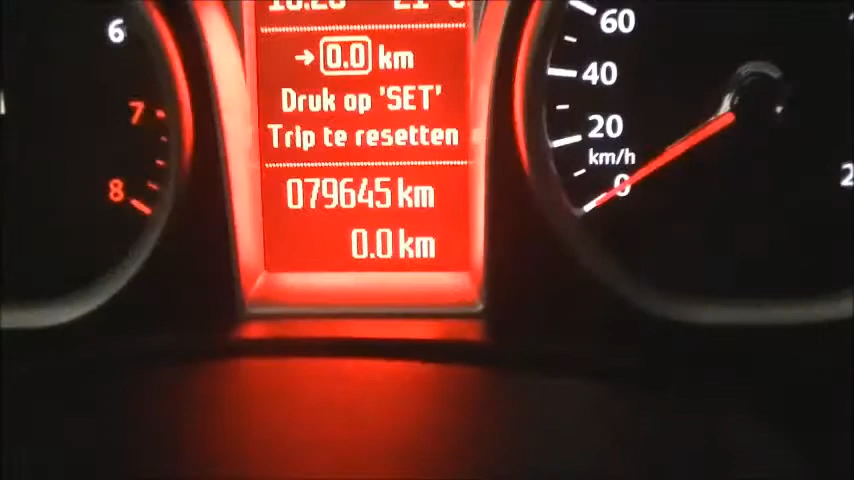 21°C
→ 0.0 km
Druk op 'SET'
Trip te resetten
079645 km
0.0 km
6
7
8
60
40
20
km/h
0